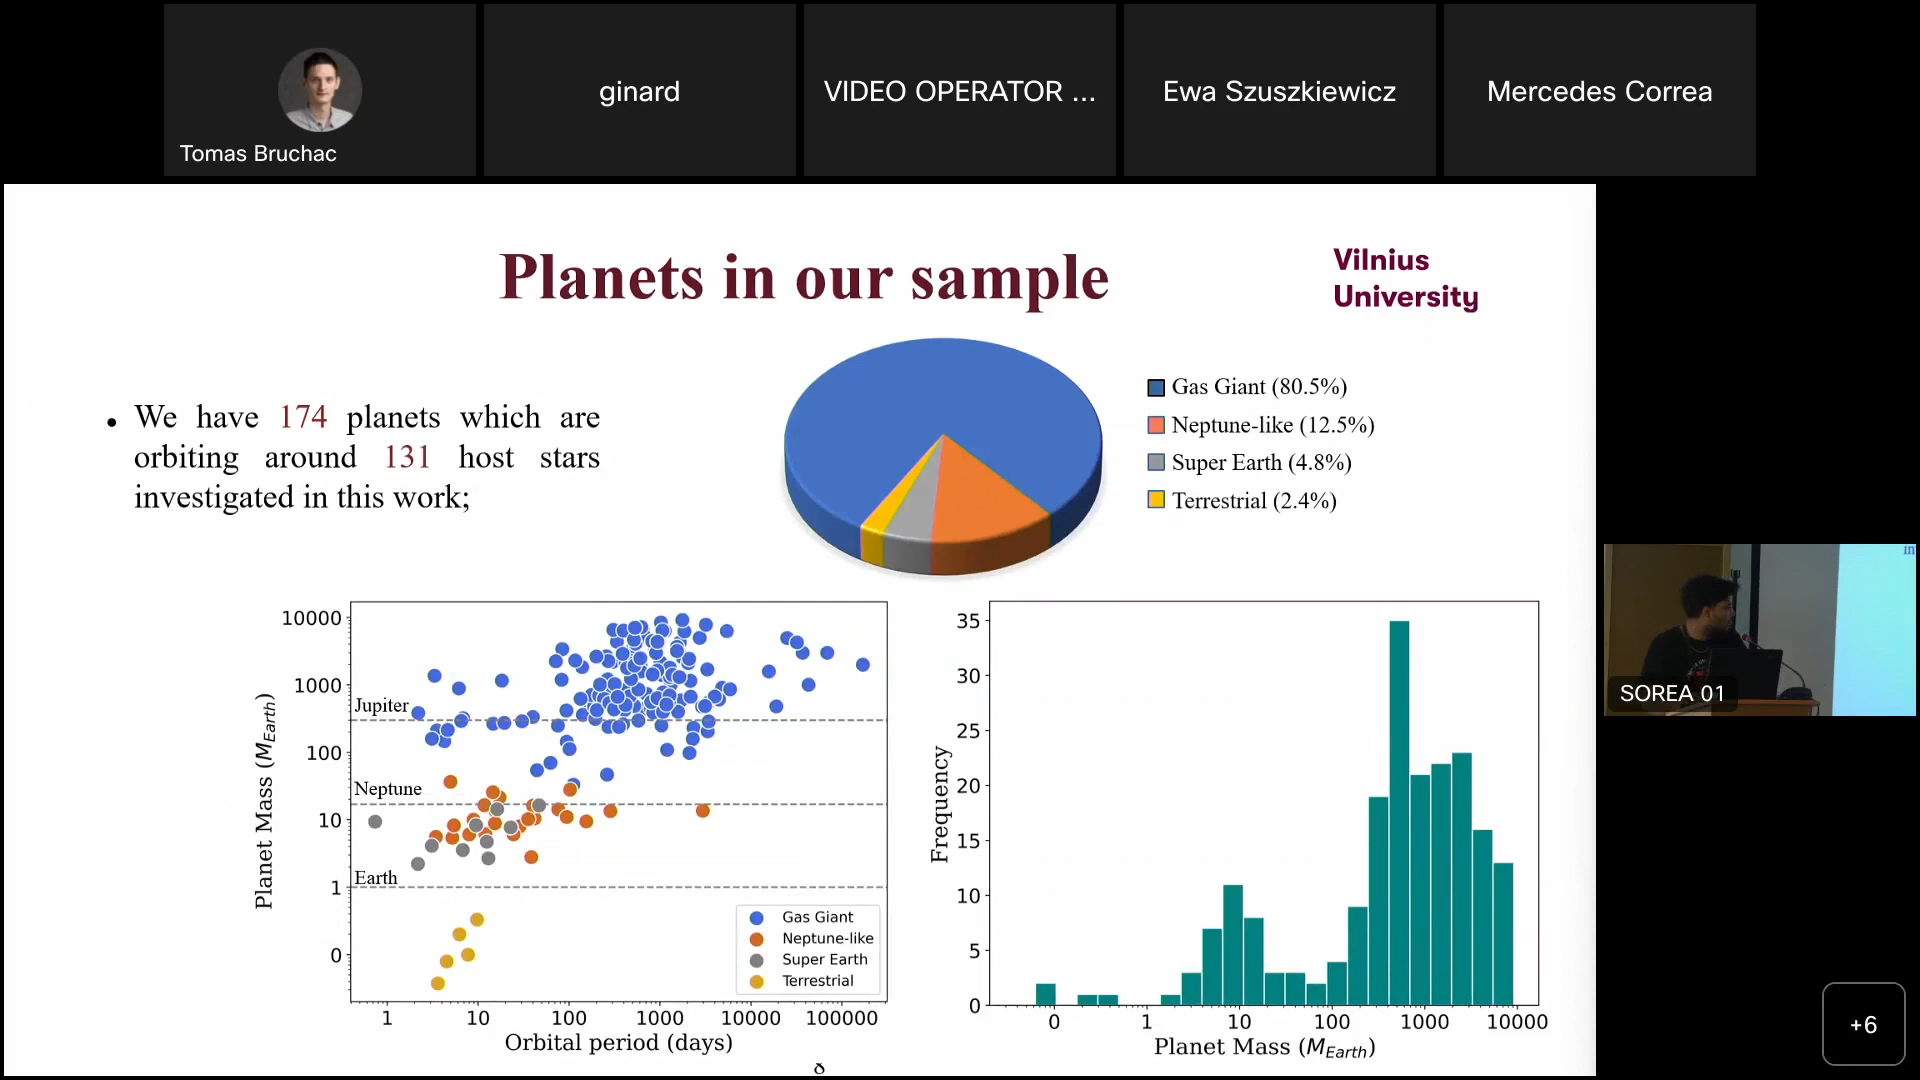 Tomas Bruchac
ginard
VIDEO OPERATOR ...
Ewa Szuszkiewicz
Mercedes Correa
Planets in our sample
Vilnius
University
• We have 174 planets which are
orbiting around 131 host stars
investigated in this work;
Gas Giant (80.5%)
Neptune-like (12.5%)
Super Earth (4.8%)
Terrestrial (2.4%)
Planet Mass (M_Earth)
10000
1000
100
10
1
0
Jupiter
Neptune
Earth
Gas Giant
Neptune-like
Super Earth
Terrestrial
1 10 100 1000 10000 100000
Orbital period (days)
Frequency
35
30
25
20
15
10
5
0
0 1 10 100 1000 10000
Planet Mass (M_Earth)
SOREA 01
in
+6